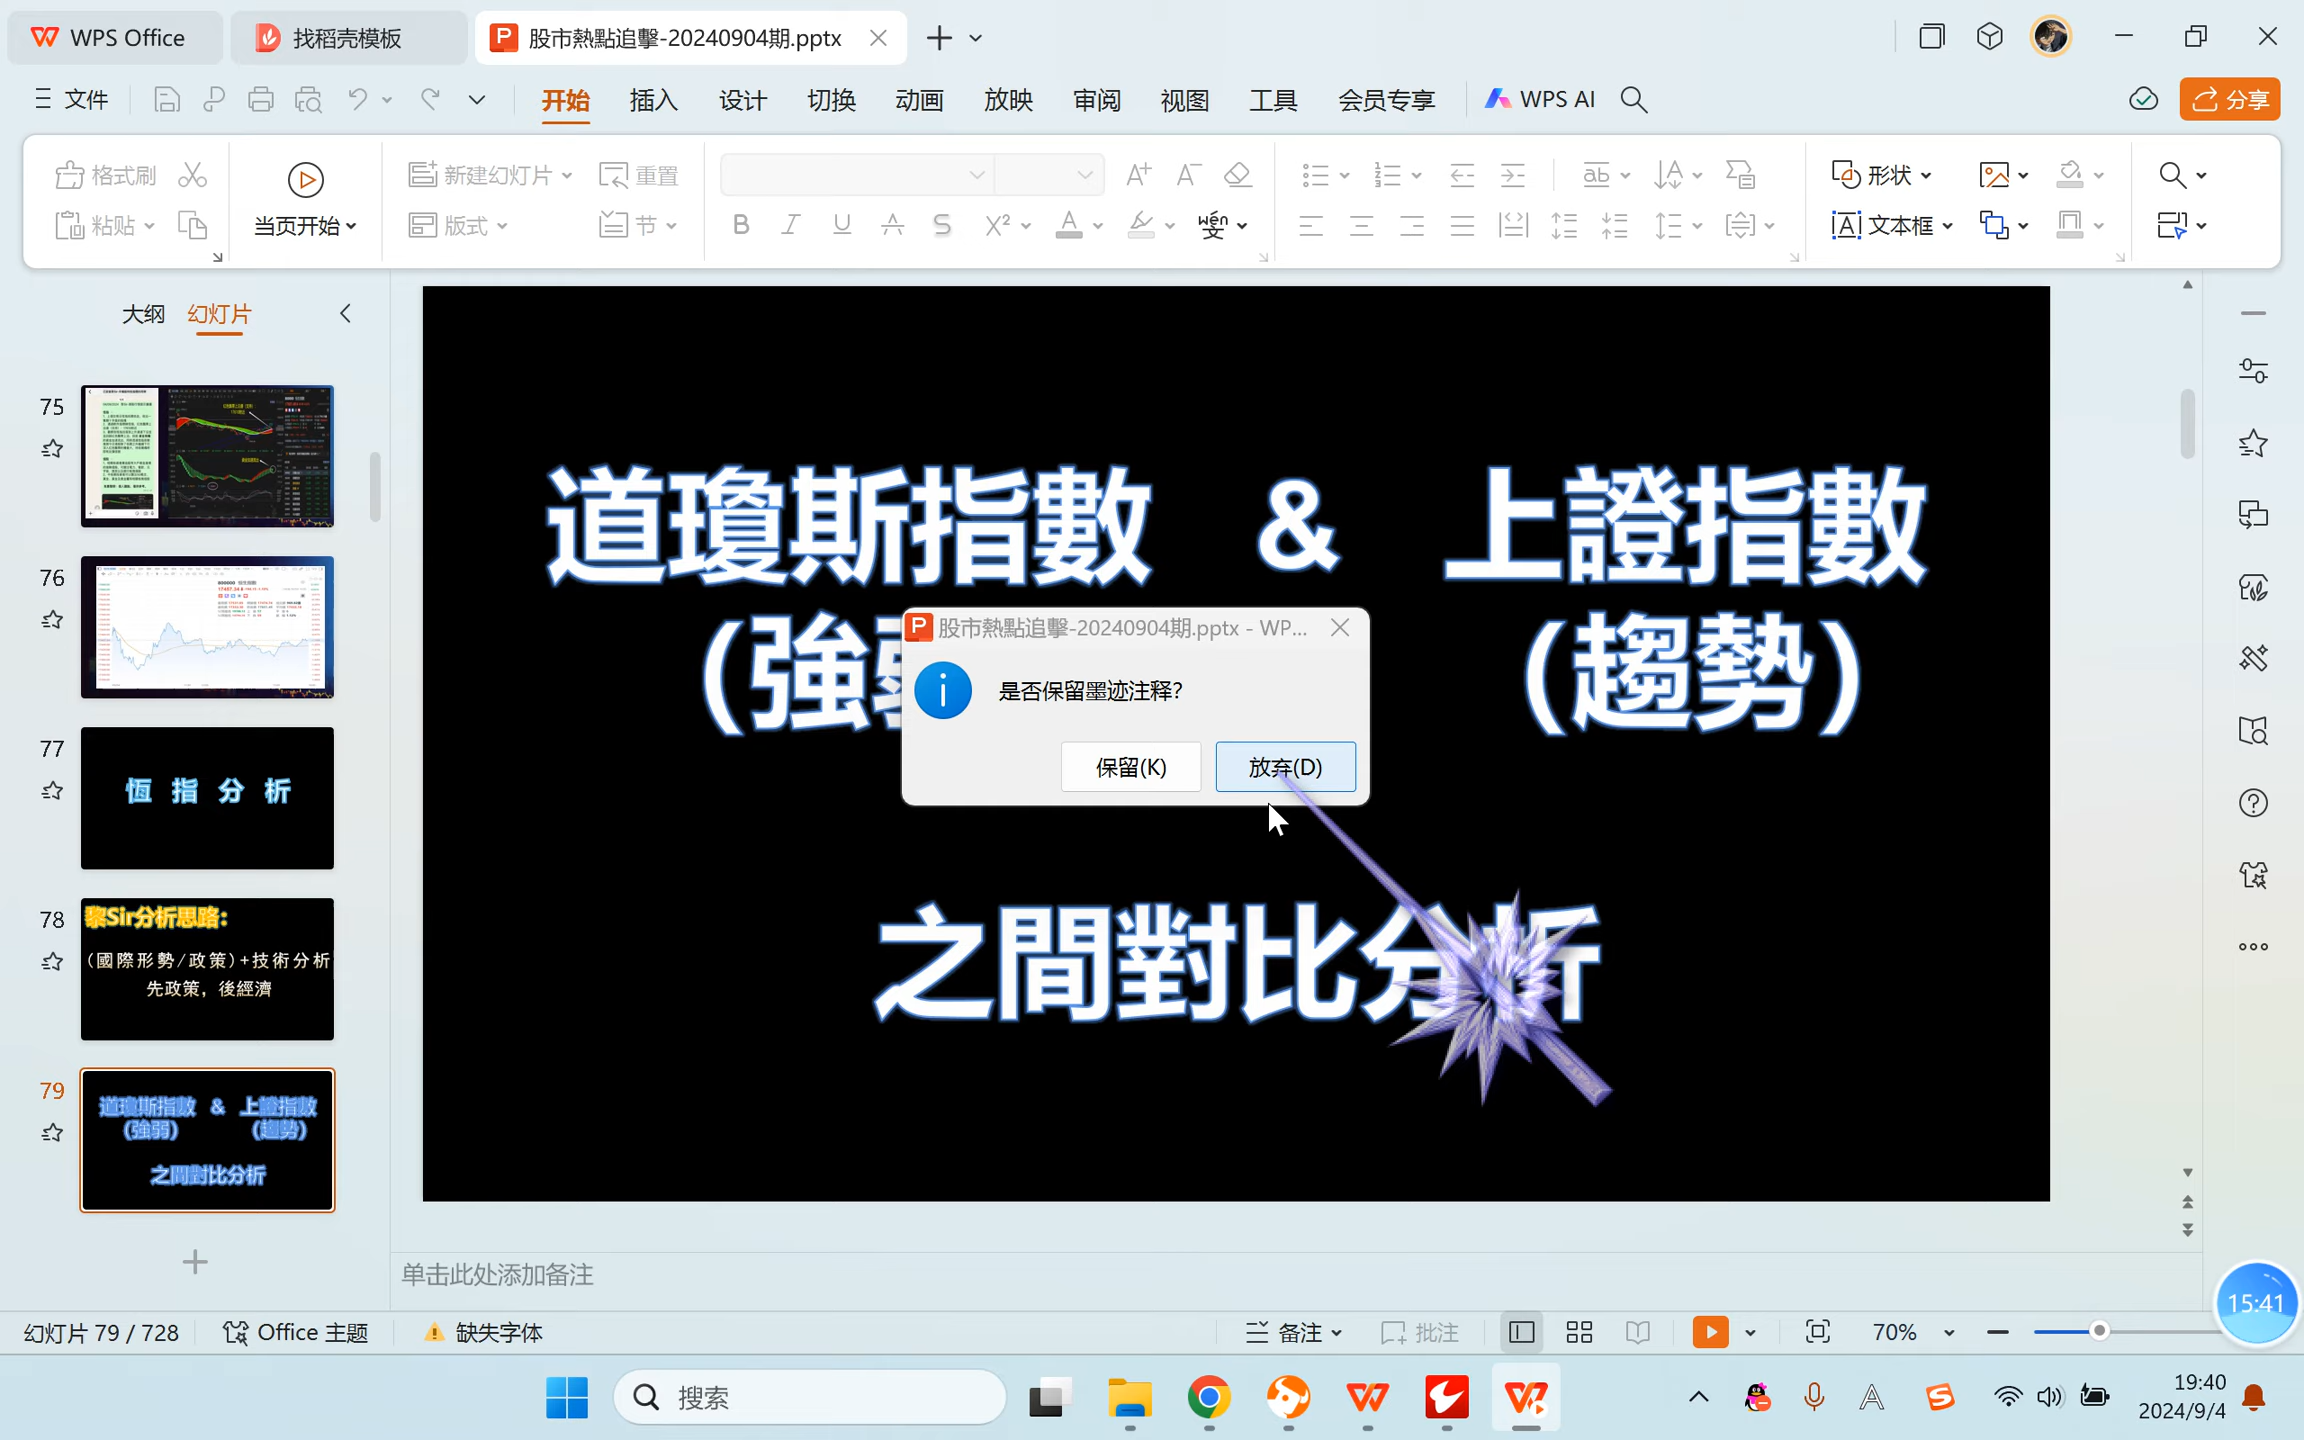 WPS Office
找稻壳模板
股市熱點追擊-20240904期.pptx
文件
开始
插入
设计
切换
动画
放映
审阅
视图
工具
会员专享
WPS AI
分享
格式刷
当页开始
新建幻灯片
重置
形状
粘贴
版式
节
文本框
大纲
幻灯片
75
76
77
恆 指 分 析
78
黎Sir分析思路:
(國際形勢/政策)+技術分析
先政策，後經濟
79
道瓊斯指數 & 上證指數
(強弱) (趨勢)
之間對比分析
道瓊斯指數 & 上證指數
(強 (趨勢)
之間對比分析
股市熱點追擊-20240904期.pptx - WP...
是否保留墨迹注释?
保留(K)
放弃(D)
单击此处添加备注
15:41
幻灯片 79 / 728
Office 主题
缺失字体
备注
批注
70%
搜索
19:40
2024/9/4